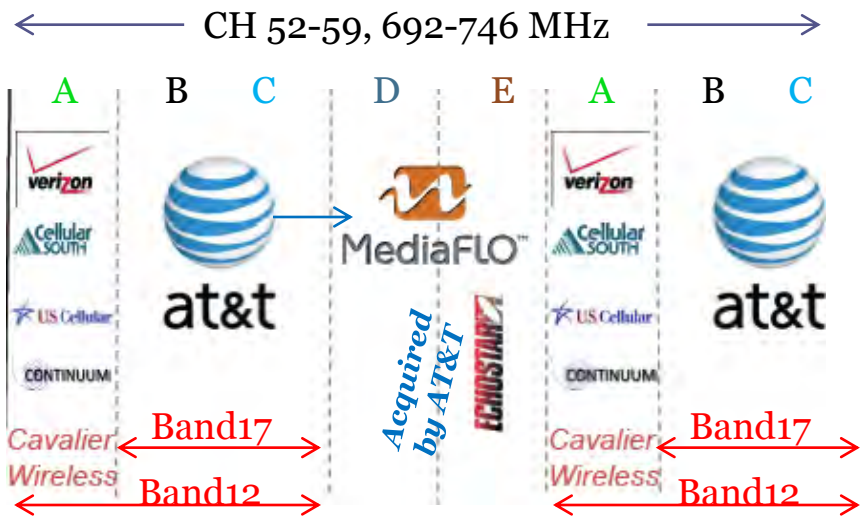 CH 52-59, 692-746 MHz
A B C D E A B C
verizon
Cellular
SOUTH
US Cellular
CONTINUUM
Cavalier
Wireless
at&t
MediaFLO™
Acquired
by AT&T
ECHOSTAR
verizon
Cellular
SOUTH
US Cellular
CONTINUUM
Cavalier
Wireless
at&t
Band17
Band12
Band17
Band12